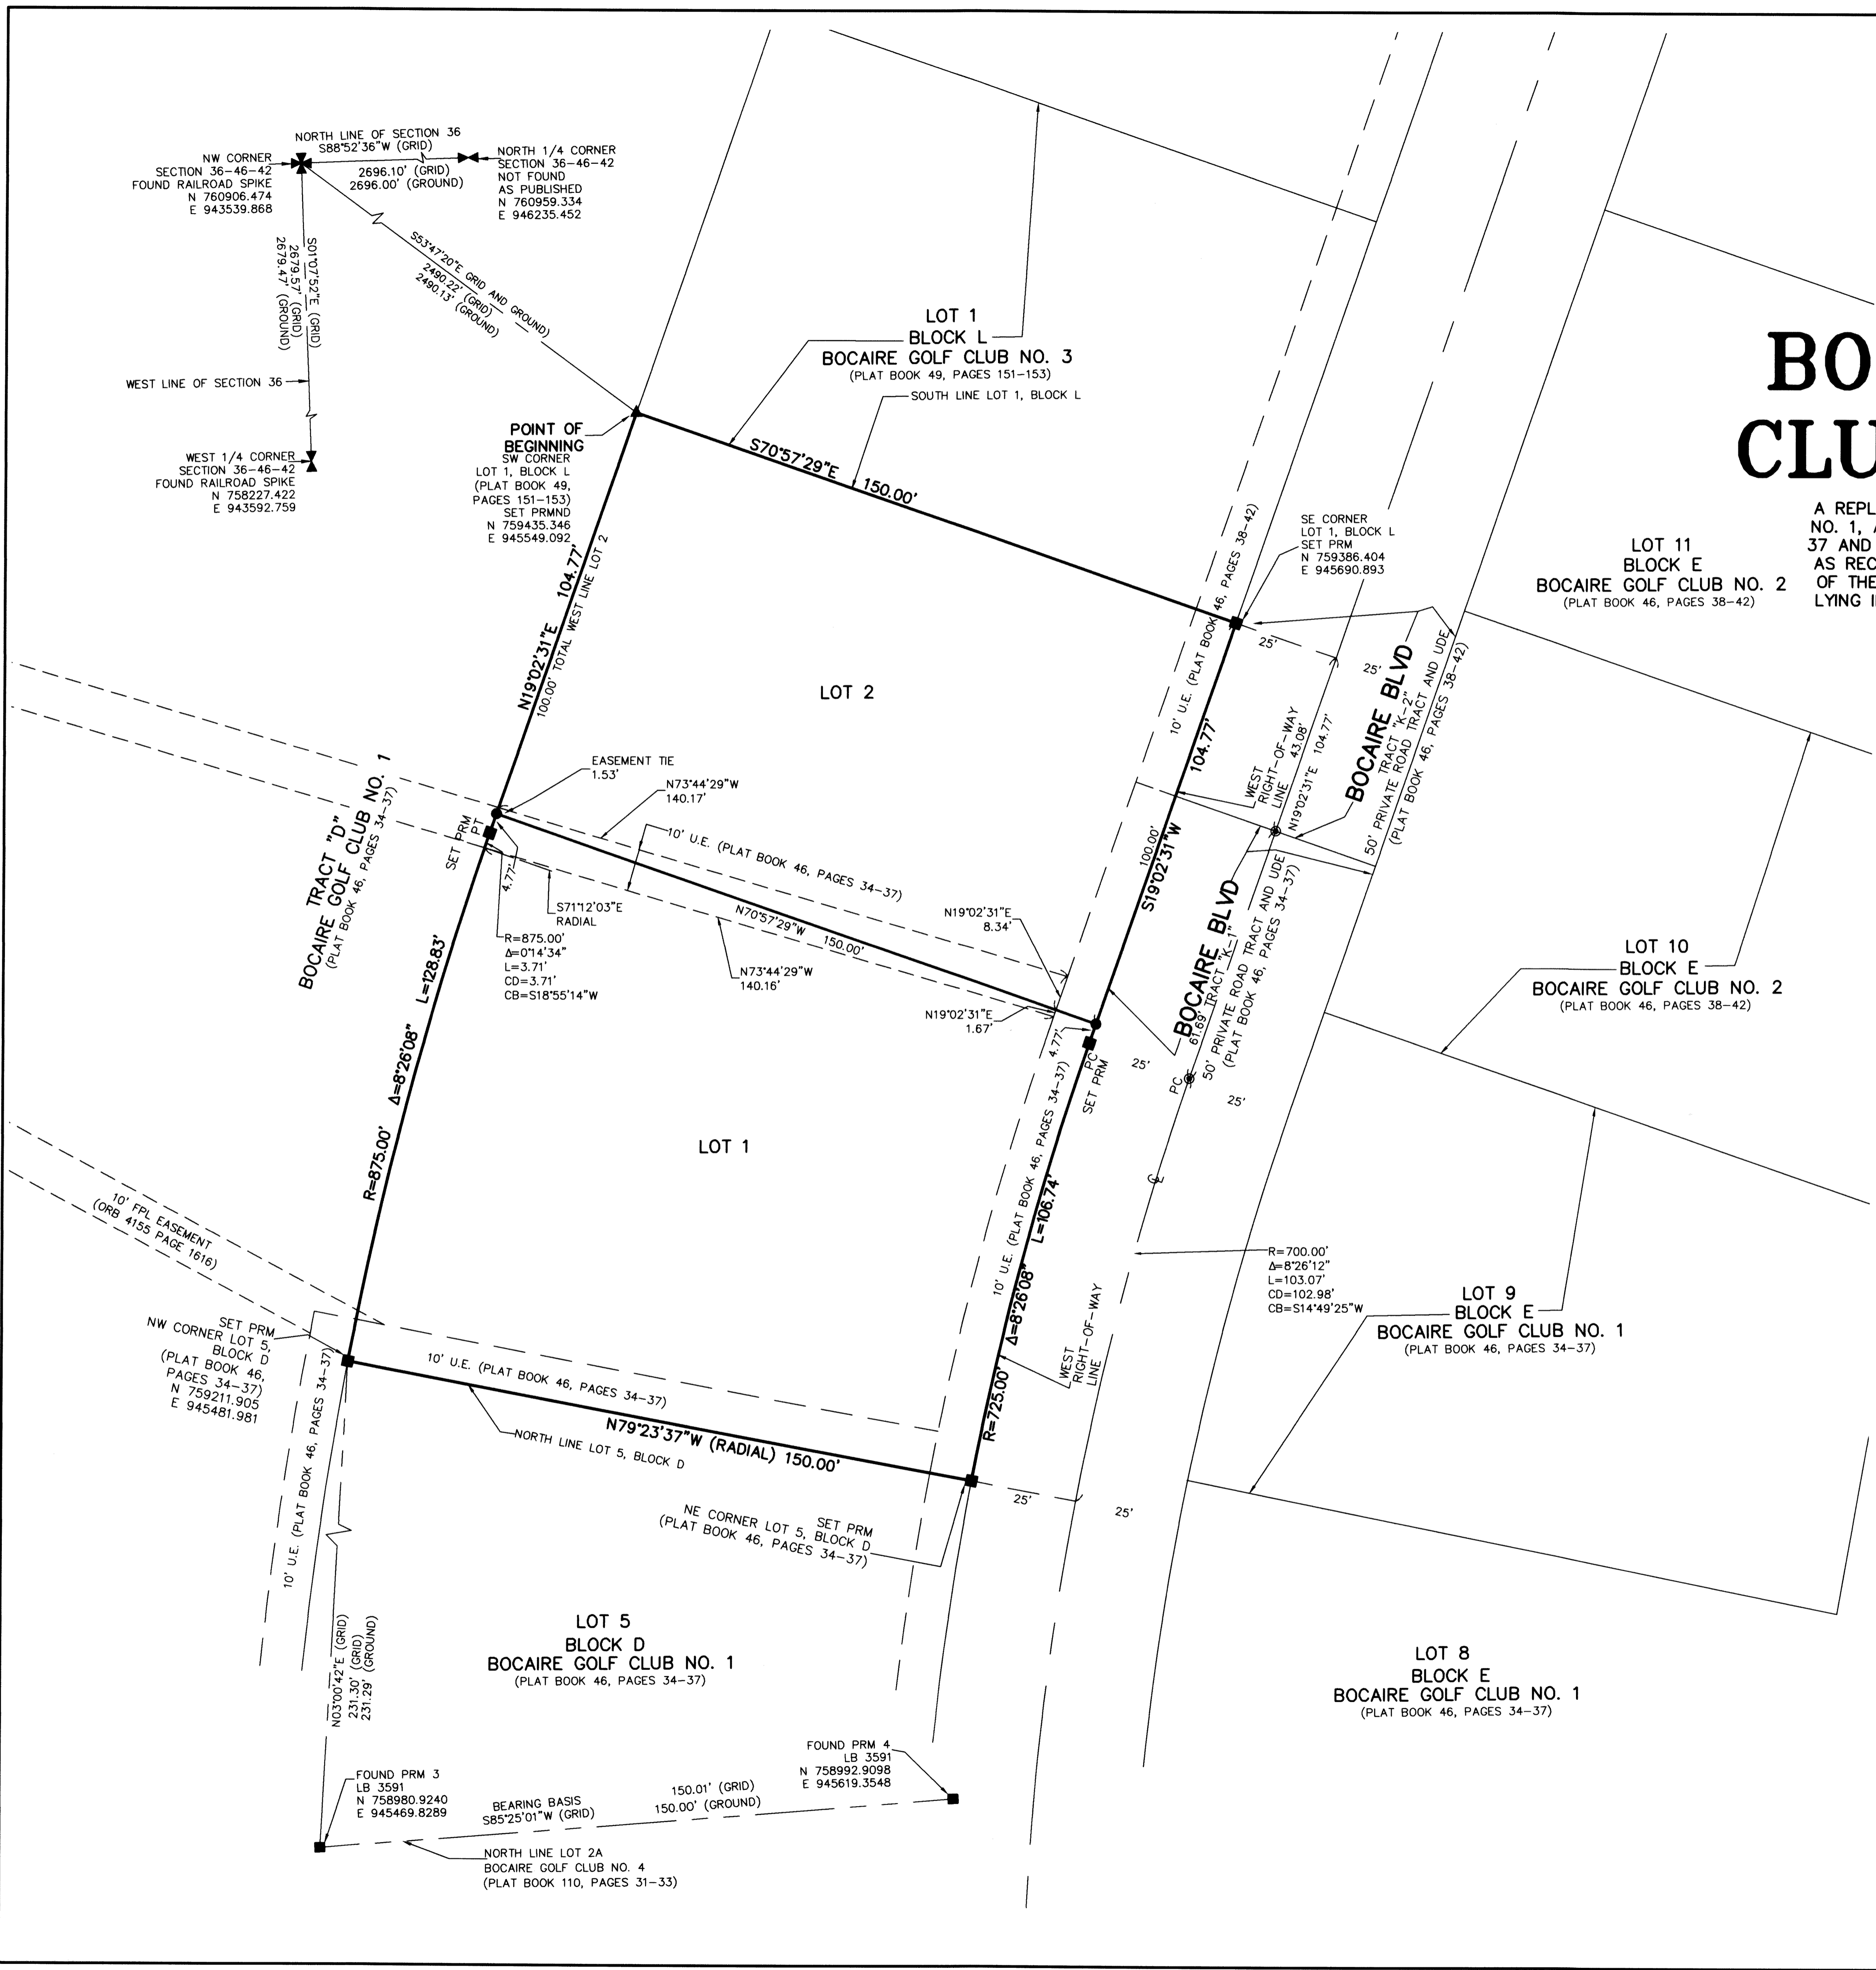 NORTH LINE OF SECTION 36
S88°52'36"W (GRID)
2696.10' (GRID)
2696.00' (GROUND)
NW CORNER
SECTION 36-46-42
FOUND RAILROAD SPIKE
N 760906.474
E 943539.868
NORTH 1/4 CORNER
SECTION 36-46-42
NOT FOUND
AS PUBLISHED
N 760959.334
E 946235.452
S01°07'52"E (GRID)
2679.57' (GRID)
2679.47' (GROUND)
S53°47'20"E GRID AND GROUND)
2490.22' (GRID)
2490.13' (GROUND)
WEST LINE OF SECTION 36
WEST 1/4 CORNER
SECTION 36-46-42
FOUND RAILROAD SPIKE
N 758227.422
E 943592.759
LOT 1
BLOCK L
BOCAIRE GOLF CLUB NO. 3
(PLAT BOOK 49, PAGES 151-153)
SOUTH LINE LOT 1, BLOCK L
POINT OF
BEGINNING
SW CORNER
LOT 1, BLOCK L
(PLAT BOOK 49,
PAGES 151-153)
SET PRMND
N 759435.346
E 945549.092
S70°57'29"E 150.00'
SE CORNER
LOT 1, BLOCK L
SET PRM
N 759386.404
E 945690.893
BO
CLU
A REPL
NO. 1, A
37 AND
AS REC
OF THE
LYING I
LOT 11
BLOCK E
BOCAIRE GOLF CLUB NO. 2
(PLAT BOOK 46, PAGES 38-42)
N19°02'31"E 104.77'
100.00' TOTAL WEST LINE LOT 2
LOT 2
10' U.E. (PLAT BOOK 46, PAGES 38-42)
25'
25'
104.77'
100.00'
S19°02'31"W
WEST
RIGHT-OF-WAY
LINE
43.08'
N19°02'31"E 104.77'
BOCAIRE BLVD
TRACT "K-2"
50' PRIVATE ROAD TRACT AND UDE
(PLAT BOOK 46, PAGES 38-42)
TRACT "D"
BOCAIRE GOLF CLUB NO. 1
(PLAT BOOK 46, PAGES 34-37)
EASEMENT TIE
1.53'
N73°44'29"W
140.17'
10' U.E. (PLAT BOOK 46, PAGES 34-37)
SET PRM
PT
4.77'
S71°12'03"E
RADIAL
R=875.00'
Δ=0°14'34"
L=3.71'
CD=3.71'
CB=S18°55'14"W
N70°57'29"W 150.00'
N73°44'29"W
140.16'
N19°02'31"E
8.34'
N19°02'31"E
1.67'
4.77'
PC
SET PRM
25'
BOCAIRE BLVD
61.69' TRACT "K-1"
50' PRIVATE ROAD TRACT AND UDE
(PLAT BOOK 46, PAGES 34-37)
PC
25'
LOT 10
BLOCK E
BOCAIRE GOLF CLUB NO. 2
(PLAT BOOK 46, PAGES 38-42)
R=875.00' Δ=8°26'08" L=128.83'
LOT 1
10' U.E. (PLAT BOOK 46, PAGES 34-37)
R=725.00' Δ=8°26'08" L=106.74'
WEST
RIGHT-OF-WAY
LINE
R=700.00'
Δ=8°26'12"
L=103.07'
CD=102.98'
CB=S14°49'25"W
LOT 9
BLOCK E
BOCAIRE GOLF CLUB NO. 1
(PLAT BOOK 46, PAGES 34-37)
10' FPL EASEMENT
(ORB 4155 PAGE 1616)
SET PRM
NW CORNER LOT 5,
BLOCK D
(PLAT BOOK 46,
PAGES 34-37)
N 759211.905
E 945481.981
10' U.E. (PLAT BOOK 46, PAGES 34-37)
10' U.E. (PLAT BOOK 46, PAGES 34-37)
N79°23'37"W (RADIAL) 150.00'
NORTH LINE LOT 5, BLOCK D
25'
25'
SET PRM
NE CORNER LOT 5, BLOCK D
(PLAT BOOK 46, PAGES 34-37)
LOT 5
BLOCK D
BOCAIRE GOLF CLUB NO. 1
(PLAT BOOK 46, PAGES 34-37)
LOT 8
BLOCK E
BOCAIRE GOLF CLUB NO. 1
(PLAT BOOK 46, PAGES 34-37)
N03°00'42"E (GRID)
231.30' (GRID)
231.29' (GROUND)
FOUND PRM 3
LB 3591
N 758980.9240
E 945469.8289
BEARING BASIS
S85°25'01"W (GRID)
150.01' (GRID)
150.00' (GROUND)
FOUND PRM 4
LB 3591
N 758992.9098
E 945619.3548
NORTH LINE LOT 2A
BOCAIRE GOLF CLUB NO. 4
(PLAT BOOK 110, PAGES 31-33)